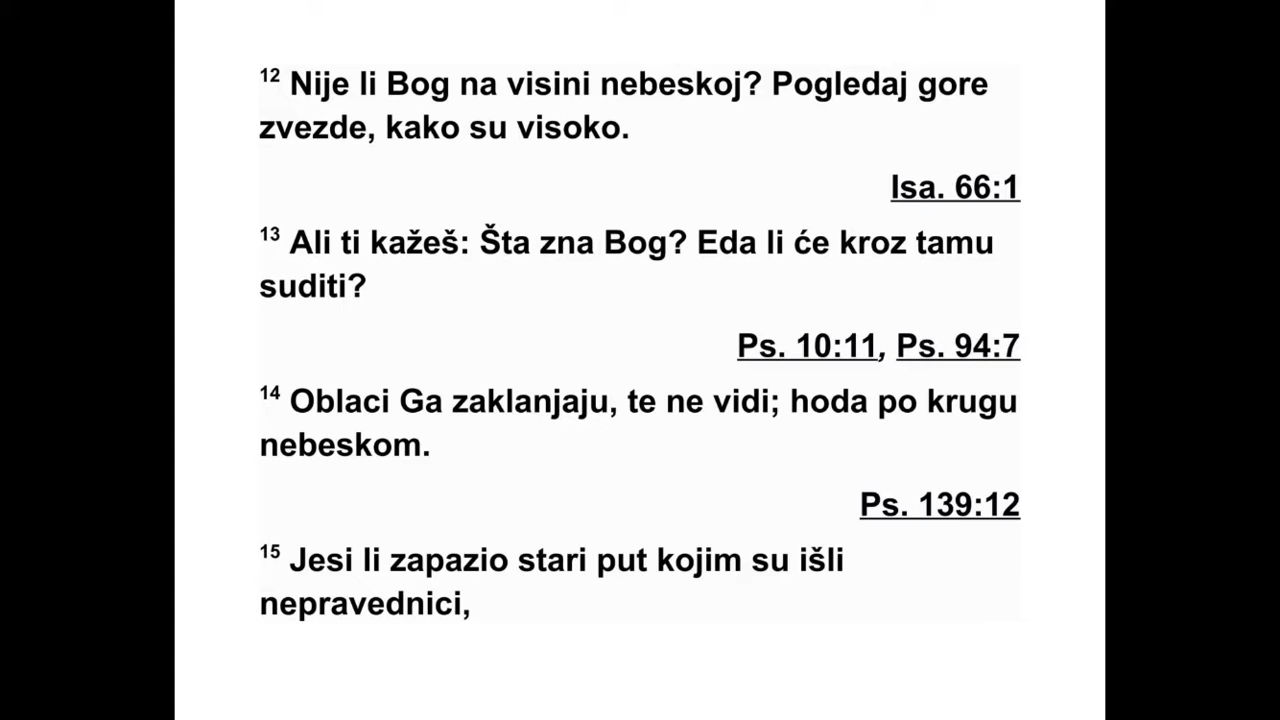 12 Nije li Bog na visini nebeskoj? Pogledaj gore
zvezde, kako su visoko.
Isa. 66:1
13 Ali ti kažeš: Šta zna Bog? Eda li će kroz tamu
suditi?
Ps. 10:11, Ps. 94:7
14 Oblaci Ga zaklanjaju, te ne vidi; hoda po krugu
nebeskom.
Ps. 139:12
15 Jesi li zapazio stari put kojim su išli
nepravednici,